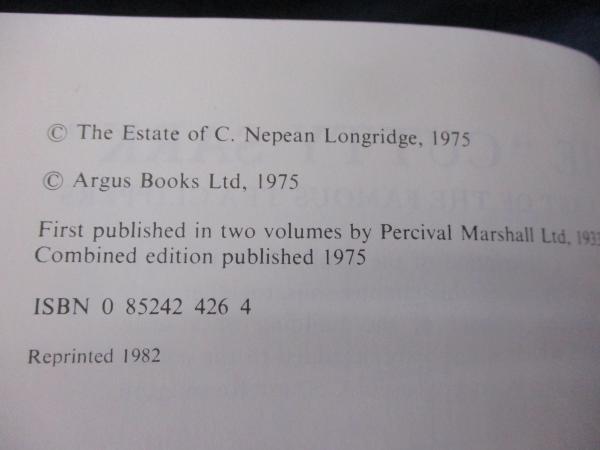 © The Estate of C. Nepean Longridge, 1975
© Argus Books Ltd, 1975
First published in two volumes by Percival Marshall Ltd, 1933
Combined edition published 1975
ISBN 0 85242 426 4
Reprinted 1982